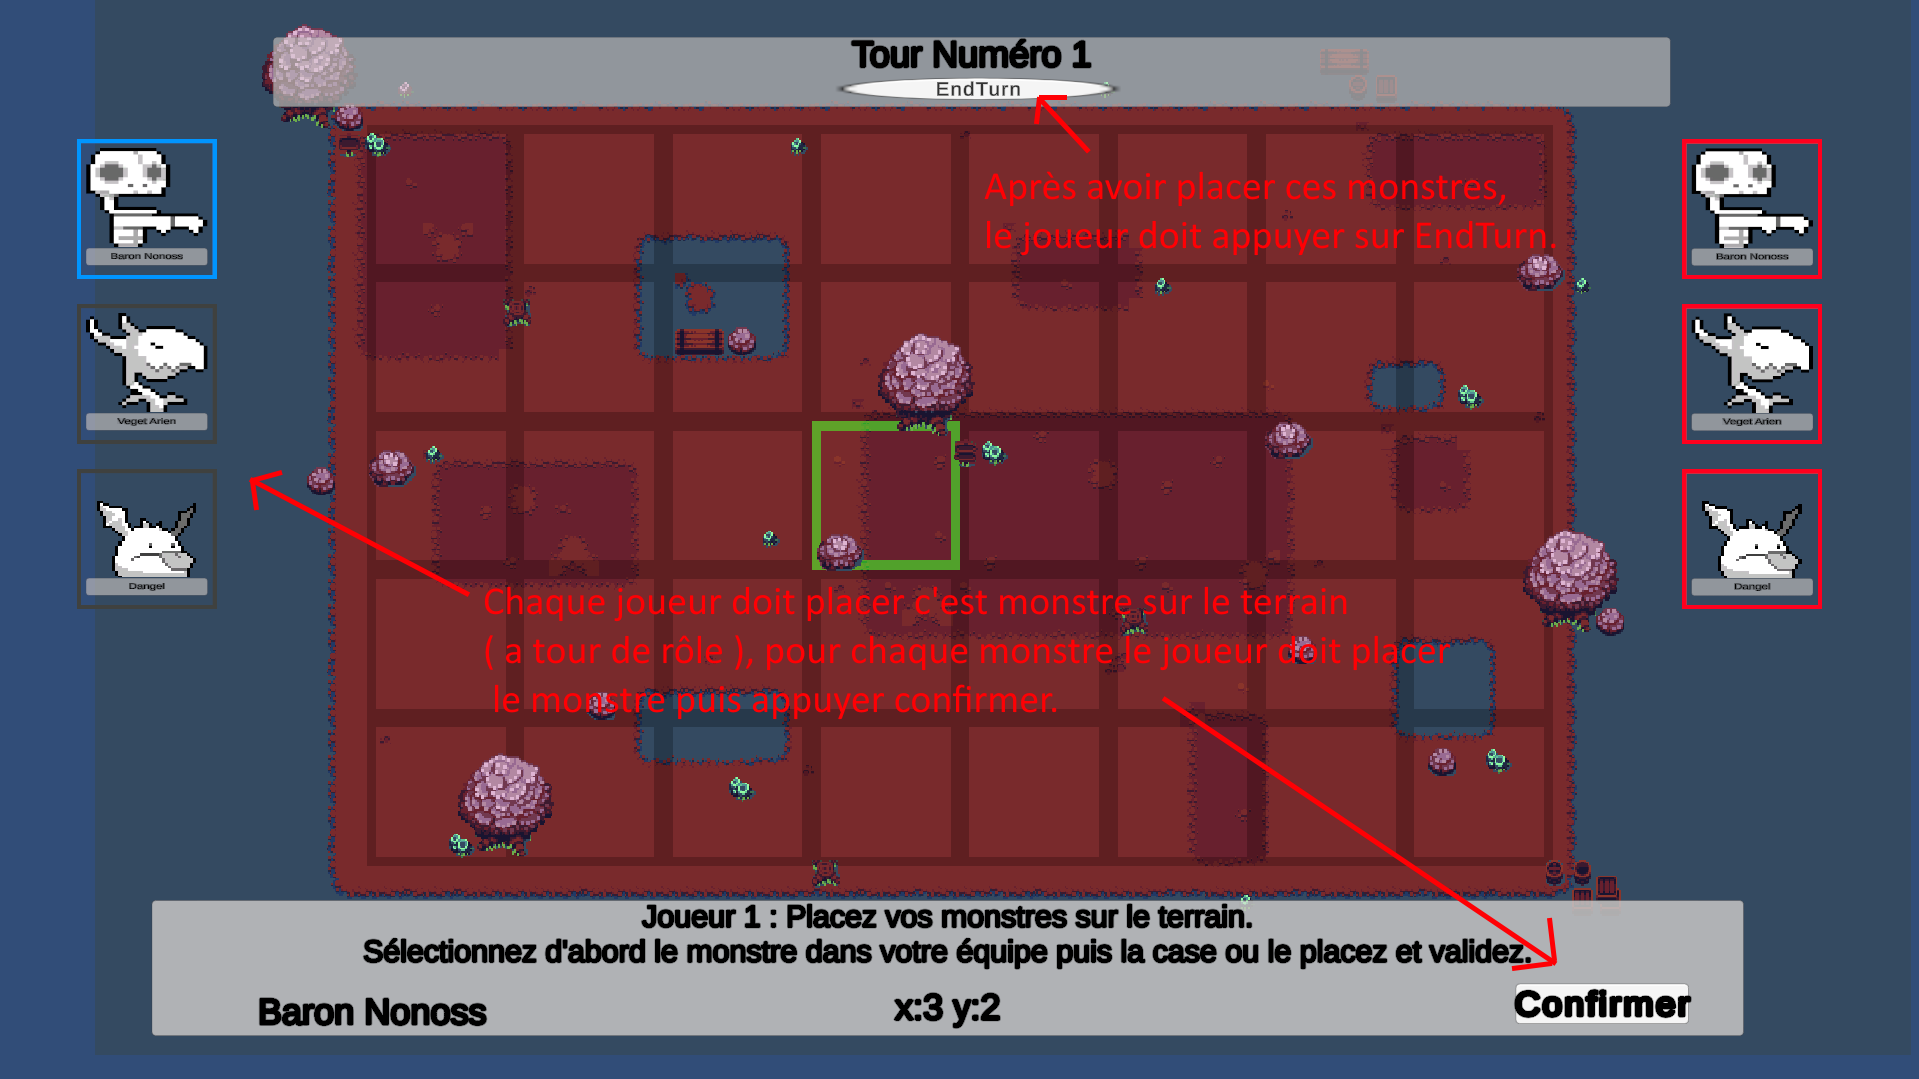 Tour Numéro 1
EndTurn
Après avoir placer ces monstres,
le joueur doit appuyer sur EndTurn.
Baron Nonoss
Veget Arien
Dangel
Baron Nonoss
Veget Arien
Dangel
Chaque joueur doit placer c'est monstre sur le terrain
( a tour de rôle ), pour chaque monstre le joueur doit placer
le monstre puis appuyer confirmer.
Joueur 1 : Placez vos monstres sur le terrain.
Sélectionnez d'abord le monstre dans votre équipe puis la case ou le placez et validez.
Baron Nonoss
x:3 y:2
Confirmer